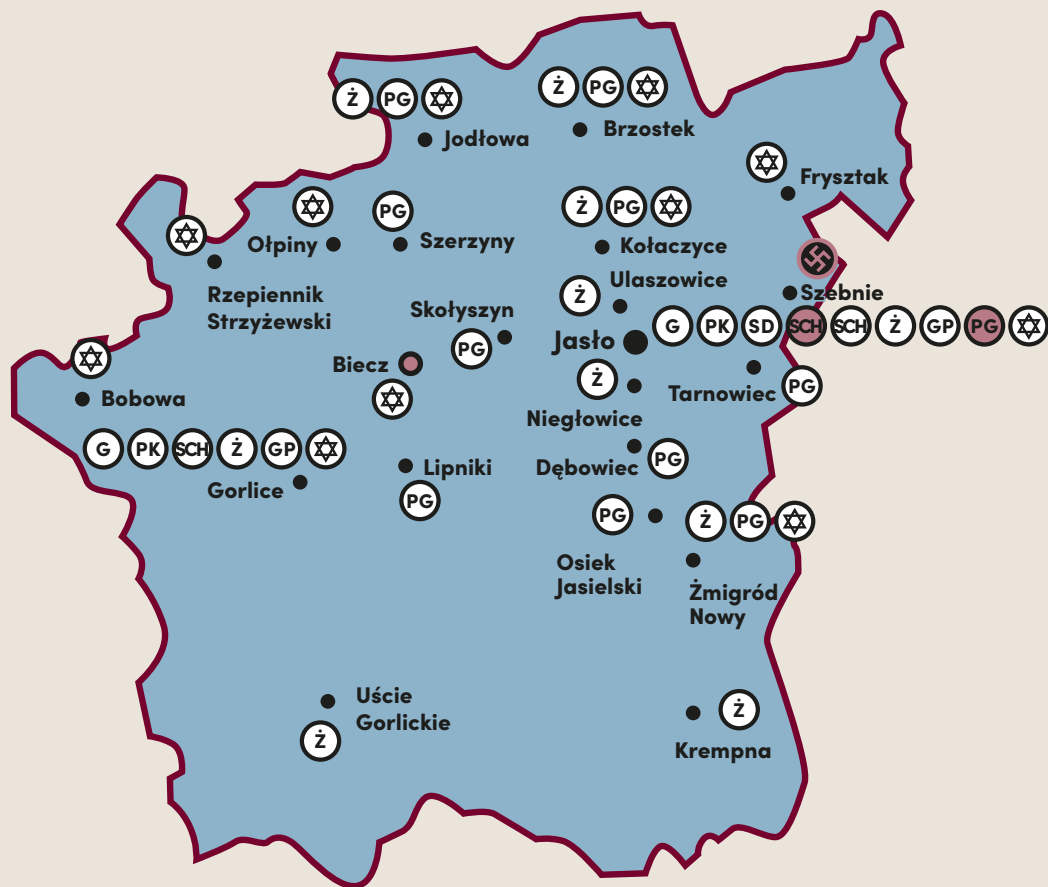 Ż PG
Jodłowa
Ż PG
Brzostek
Frysztak
Ołpiny
PG
Szerzyny
Ż PG
Kołaczyce
Rzepiennik
Strzyżewski
Ż
Ulaszowice
Szebnie
Skołyszyn
PG
Jasło
G PK SD SCH SCH Ż GP PG
Biecz
Bobowa
Ż
Niegłowice
Tarnowiec
PG
G PK SCH Ż GP
Gorlice
Lipniki
PG
Dębowiec
PG
PG
Osiek
Jasielski
Ż PG
Żmigród
Nowy
Uście
Gorlickie
Ż
Ż
Krempna